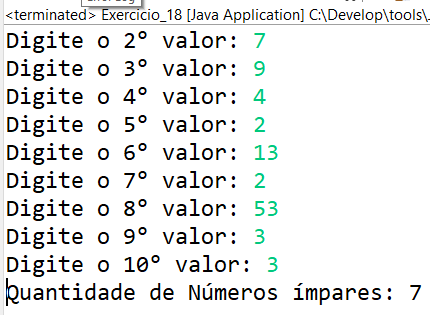 <terminated> Exercicio_18 [Java Application] C:\Develop\tools\.
Digite o 2° valor: 7
Digite o 3° valor: 9
Digite o 4° valor: 4
Digite o 5° valor: 2
Digite o 6° valor: 13
Digite o 7° valor: 2
Digite o 8° valor: 53
Digite o 9° valor: 3
Digite o 10° valor: 3
Quantidade de Números ímpares: 7